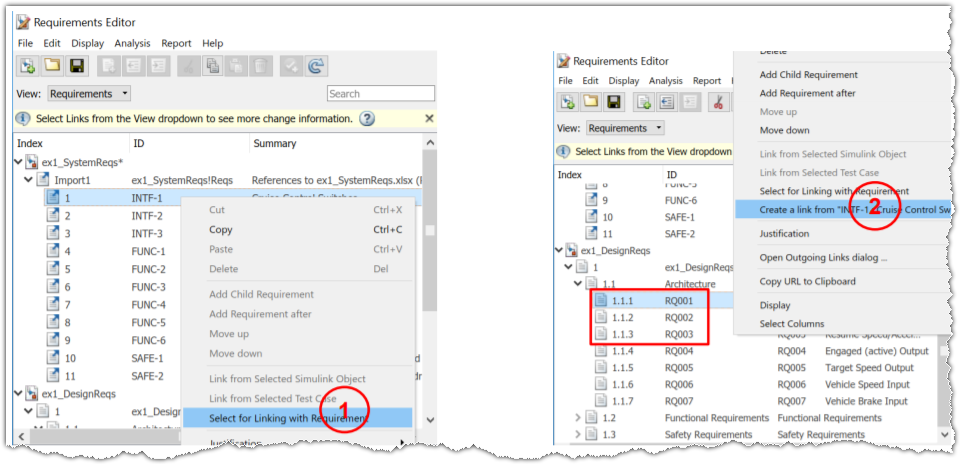 Requirements Editor
File Edit Display Analysis Report Help
View: Requirements
Search
Select Links from the View dropdown to see more change information.
Index ID Summary
ex1_SystemReqs*
Import1 ex1_SystemReqs!Reqs References to ex1_SystemReqs.xlsx
1 INTF-1 Cruise Control Switches
2 INTF-2
3 INTF-3
4 FUNC-1
5 FUNC-2
6 FUNC-3
7 FUNC-4
8 FUNC-5
9 FUNC-6
10 SAFE-1
11 SAFE-2
ex1_DesignReqs
1 ex1_Desig
1.1
Cut Ctrl+X
Copy Ctrl+C
Paste Ctrl+V
Delete Del
Add Child Requirement
Add Requirement after
Move up
Move down
Link from Selected Simulink Object
Link from Selected Test Case
Select for Linking with Requirement
Justification
1
Requirements Editor
File Edit Display Analysis Report
View: Requirements
Select Links from the View dropdown
Index ID
8 FUNC-5
9 FUNC-6
10 SAFE-1
11 SAFE-2
ex1_DesignReqs
1 ex1_DesignReqs
1.1 Architecture
1.1.1 RQ001
1.1.2 RQ002
1.1.3 RQ003 RQ003 Resume Speed/Accel...
1.1.4 RQ004 RQ004 Engaged (active) Output
1.1.5 RQ005 RQ005 Target Speed Output
1.1.6 RQ006 RQ006 Vehicle Speed Input
1.1.7 RQ007 RQ007 Vehicle Brake Input
1.2 Functional Requirements Functional Requirements
1.3 Safety Requirements Safety Requirements
Delete
Add Child Requirement
Add Requirement after
Move up
Move down
Link from Selected Simulink Object
Link from Selected Test Case
Select for Linking with Requirement
Create a link from "INTF-1: Cruise Control Sw
Justification
Open Outgoing Links dialog ...
Copy URL to Clipboard
Display
Select Columns
2